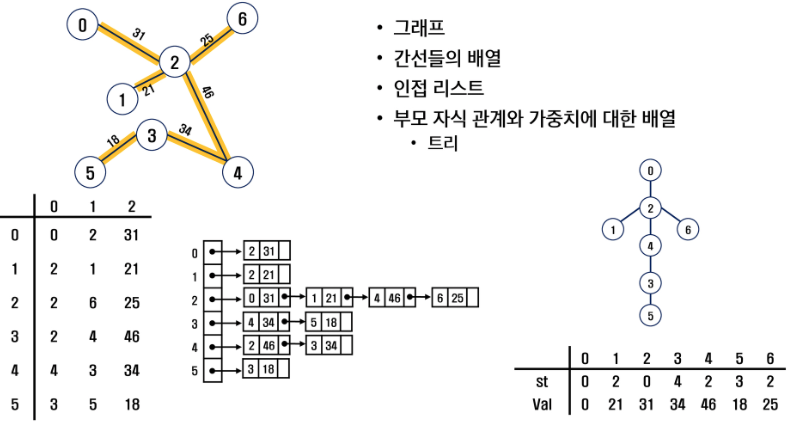 0
6
31
25
2
1
21
46
3
34
18
5
4
• 그래프
• 간선들의 배열
• 인접 리스트
• 부모 자식 관계와 가중치에 대한 배열
• 트리
0 1 2
0 0 2 31
1 2 1 21
2 2 6 25
3 2 4 46
4 4 3 34
5 3 5 18
0 2 31
1 2 21
2 0 31 1 21 4 46 6 25
3 4 34 5 18
4 2 46 3 34
5 3 18
0
2
1 6
4
3
5
0 1 2 3 4 5 6
st 0 2 0 4 2 3 2
Val 0 21 31 34 46 18 25